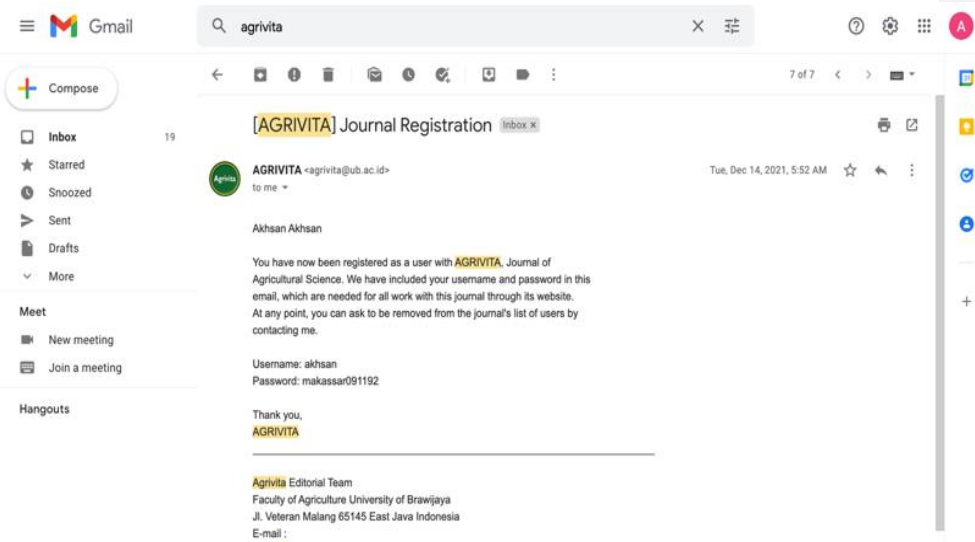 Gmail
agrivita
A
Compose
7 of 7
Inbox 19
Starred
Snoozed
Sent
Drafts
More
Meet
New meeting
Join a meeting
Hangouts
[AGRIVITA] Journal Registration Inbox x
Agrivita
AGRIVITA <agrivita@ub.ac.id>
Tue, Dec 14, 2021, 5:52 AM
to me
Akhsan Akhsan
You have now been registered as a user with AGRIVITA, Journal of
Agricultural Science. We have included your username and password in this
email, which are needed for all work with this journal through its website.
At any point, you can ask to be removed from the journal's list of users by
contacting me.
Username: akhsan
Password: makassar091192
Thank you,
AGRIVITA
Agrivita Editorial Team
Faculty of Agriculture University of Brawijaya
Jl. Veteran Malang 65145 East Java Indonesia
E-mail :